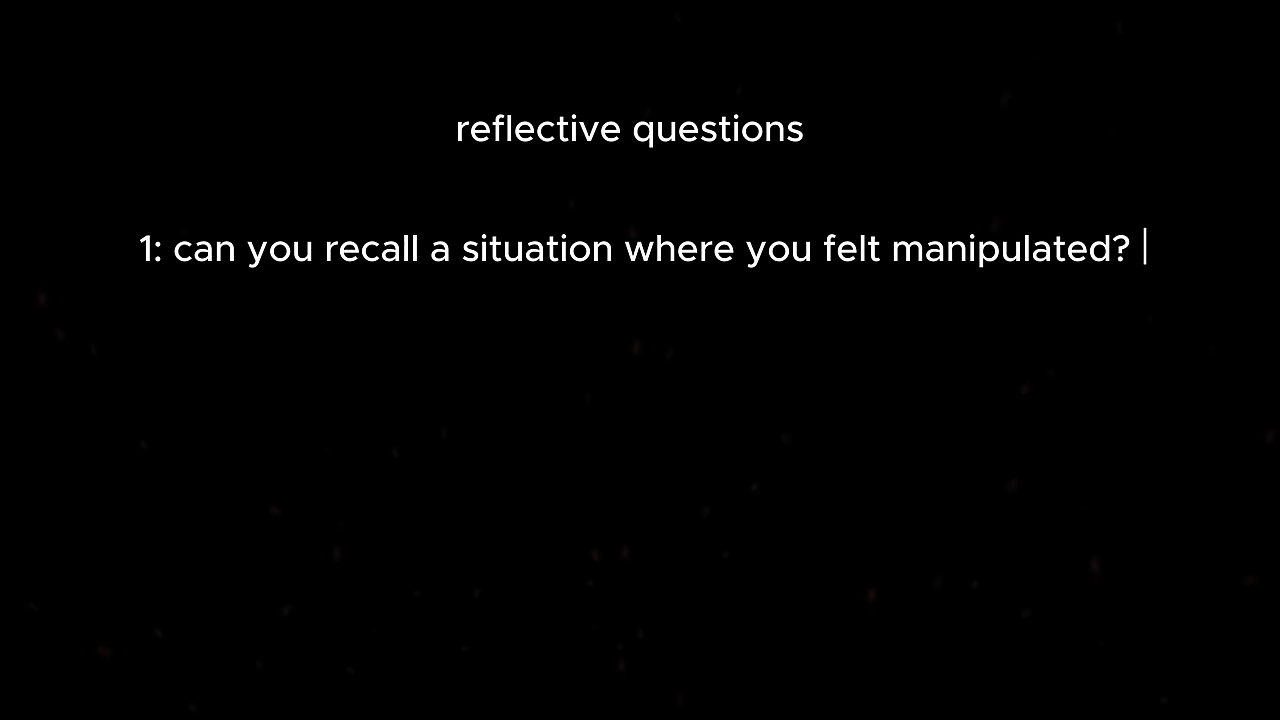 reflective questions
1: can you recall a situation where you felt manipulated?